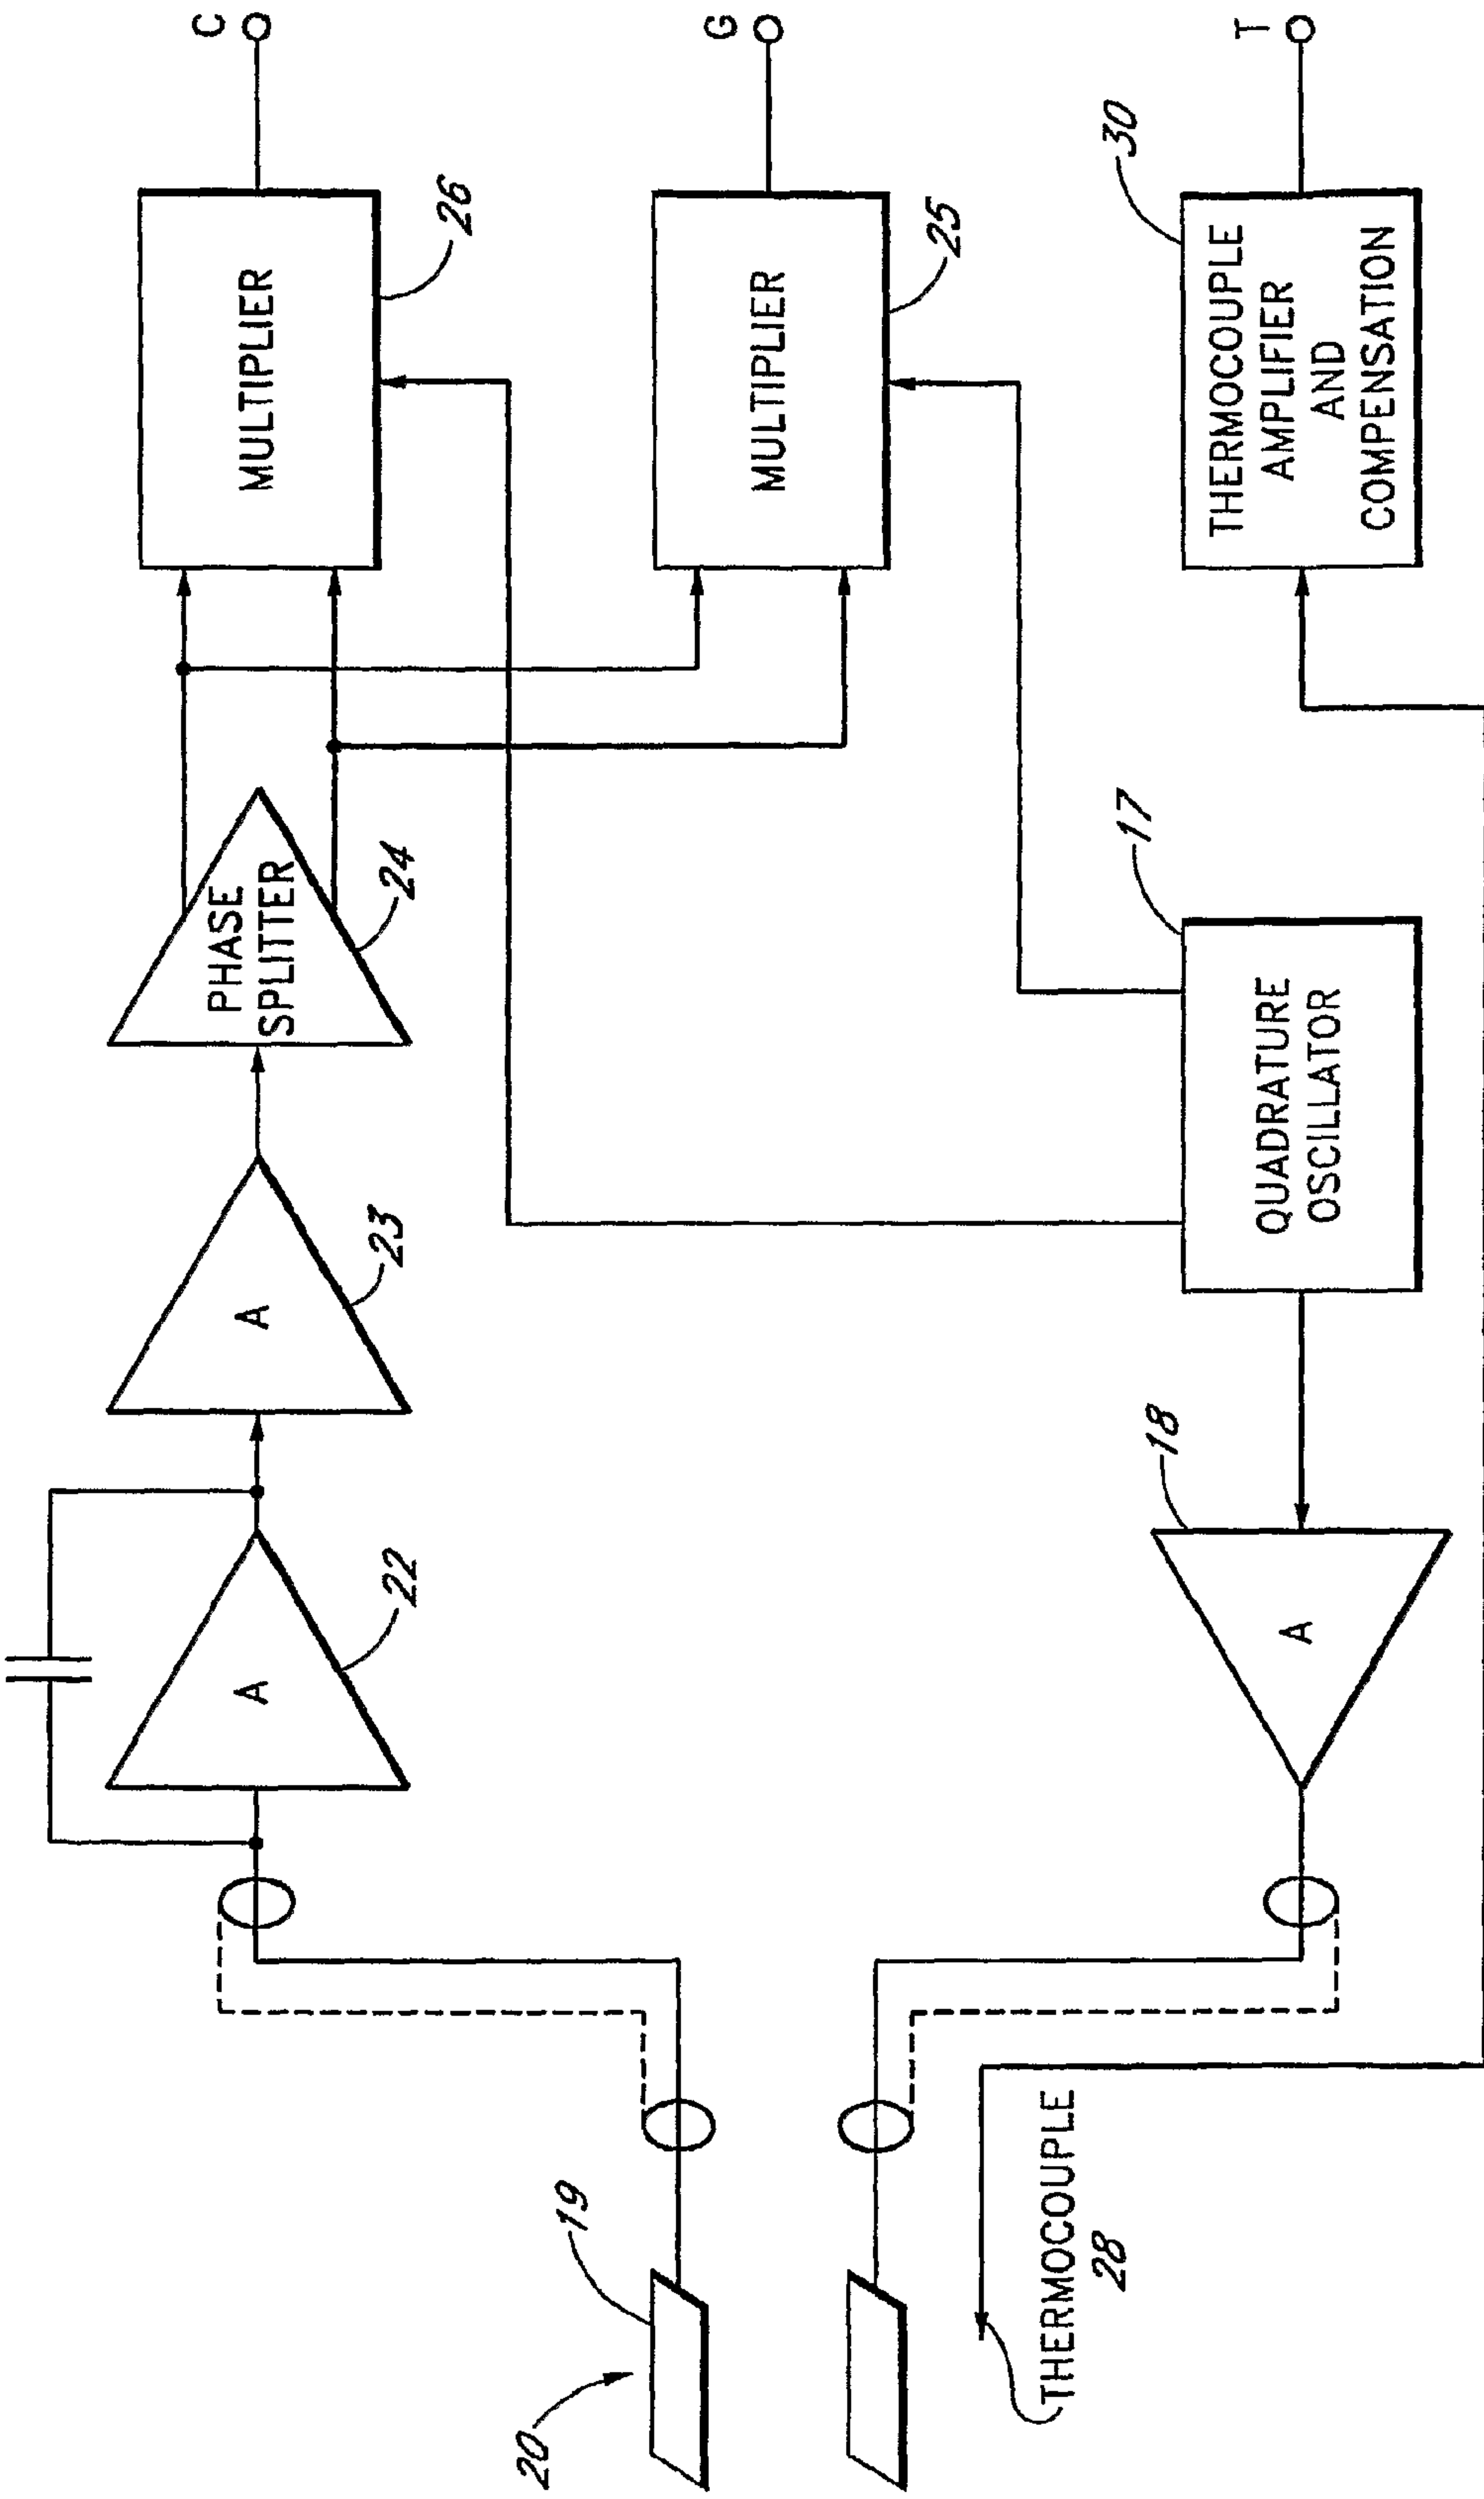 C
G
T
MULTIPLIER
26
MULTIPLIER
25
THERMOCOUPLE
AMPLIFIER
AND
COMPENSATION
30
PHASE
SPLITTER
24
QUADRATURE
OSCILLATOR
17
A
23
A
22
A
18
19
20
THERMOCOUPLE
28